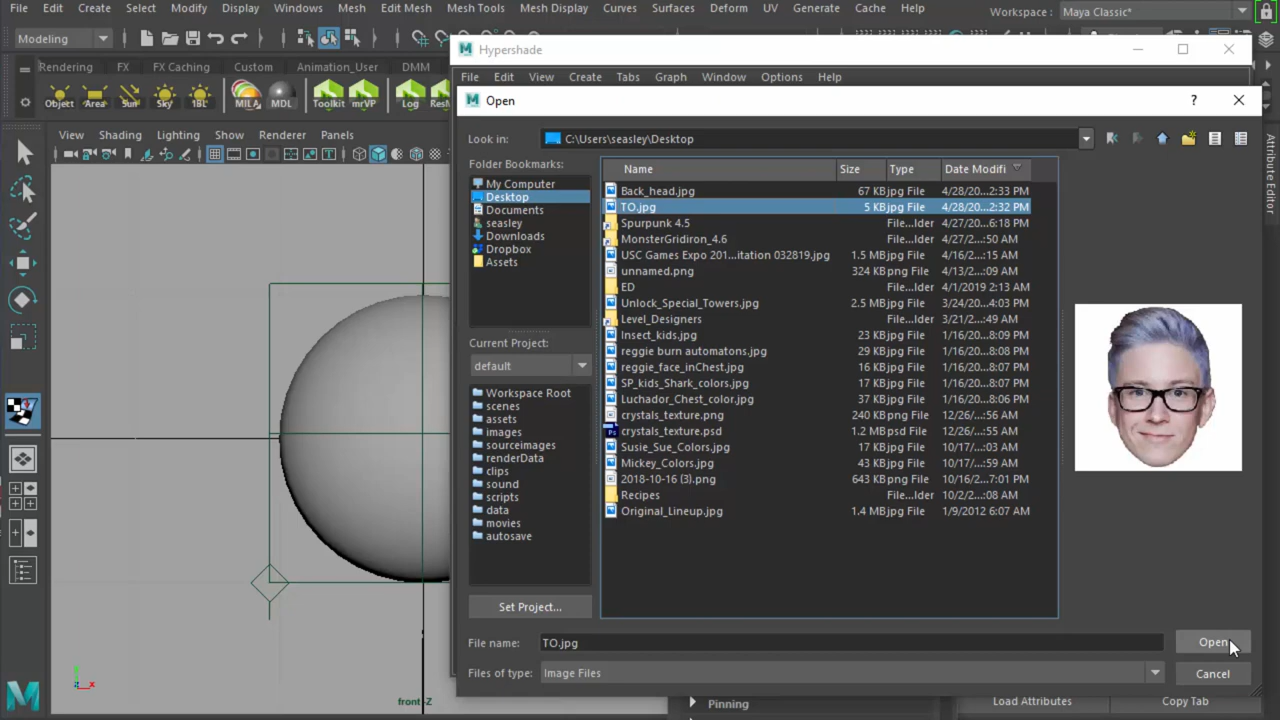 File Edit Create Select Modify Display Windows Mesh Edit Mesh Mesh Tools Mesh Display Curves Surfaces Deform UV Generate Cache Help Workspace : Maya Classic*
Modeling
Hypershade
Rendering FX FX Caching Custom Animation_User DMM
File Edit View Create Tabs Graph Window Options Help
Object Area Sun Sky IBL MILA MDL Toolkit mrVP Log
Open
View Shading Lighting Show Renderer Panels
Look in: C:\Users\seasley\Desktop
Folder Bookmarks:
My Computer
Desktop
Documents
seasley
Downloads
Dropbox
Assets
Current Project:
default
Workspace Root
scenes
assets
images
sourceimages
renderData
clips
sound
scripts
data
movies
autosave
Set Project...
Name Size Type Date Modifi
Back_head.jpg 67 KB jpg File 4/28/20...2:33 PM
TO.jpg 5 KB jpg File 4/28/20...2:32 PM
Spurpunk 4.5 File...lder 4/27/20...6:18 PM
MonsterGridiron_4.6 File...lder 4/27/2...:50 AM
USC Games Expo 201...itation 032819.jpg 1.5 MB jpg File 4/16/2...:15 AM
unnamed.png 324 KB png File 4/13/2...:09 AM
ED File...lder 4/1/2019 2:13 AM
Unlock_Special_Towers.jpg 2.5 MB jpg File 3/24/20...4:03 PM
Level_Designers File...lder 3/21/2...:49 AM
Insect_kids.jpg 23 KB jpg File 1/16/20...8:09 PM
reggie burn automatons.jpg 29 KB jpg File 1/16/20...8:08 PM
reggie_face_inChest.jpg 16 KB jpg File 1/16/20...8:07 PM
SP_kids_Shark_colors.jpg 17 KB jpg File 1/16/20...8:07 PM
Luchador_Chest_color.jpg 37 KB jpg File 1/16/20...8:06 PM
crystals_texture.png 240 KB png File 12/26/...:56 AM
crystals_texture.psd 1.2 MB psd File 12/26/...:55 AM
Susie_Sue_Colors.jpg 17 KB jpg File 10/17/...:03 AM
Mickey_Colors.jpg 43 KB jpg File 10/17/...:59 AM
2018-10-16 (3).png 643 KB png File 10/16/2...7:01 PM
Recipes File...lder 10/2/2...:08 AM
Original_Lineup.jpg 1.4 MB jpg File 1/9/2012 6:07 AM
Attribute Editor
File name: TO.jpg Open
Files of type: Image Files Cancel
front -Z
Pinning Load Attributes Copy Tab